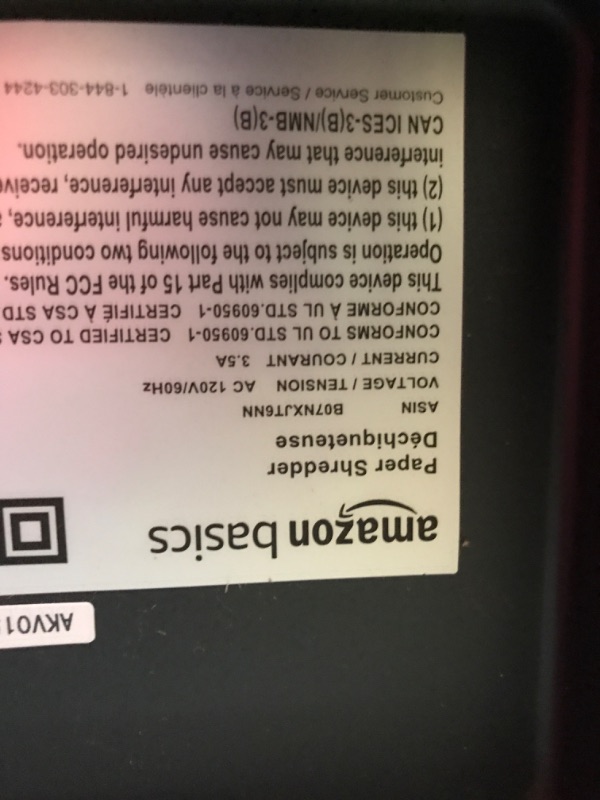 AKV01
amazon basics
Paper Shredder
Déchiqueteuse
ASIN B07NXJT6NN
VOLTAGE / TENSION AC 120V/60Hz
CURRENT / COURANT 3.5A
CONFORMS TO UL STD.60950-1 CERTIFIED TO CSA
CONFORME À UL STD.60950-1 CERTIFIÉ À CSA STD
This device complies with Part 15 of the FCC Rules.
Operation is subject to the following two conditions
(1) this device may not cause harmful interference,
(2) this device must accept any interference, receive
interference that may cause undesired operation.
CAN ICES-3(B)/NMB-3(B)
Customer Service / Service à la clientèle 1-844-303-4244